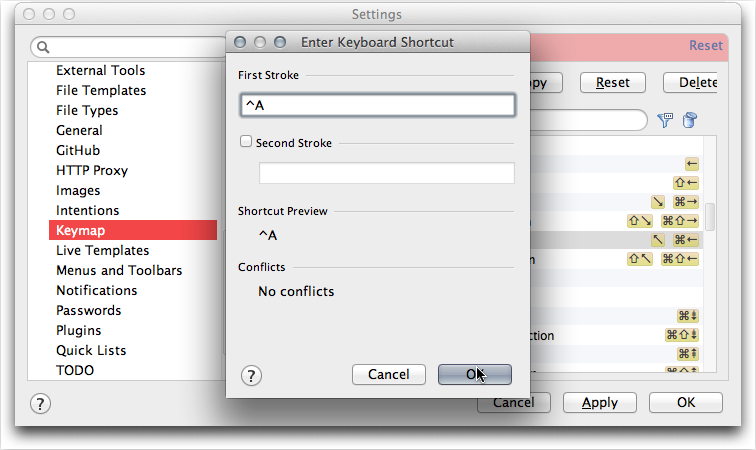 Settings
Enter Keyboard Shortcut
Reset
External Tools
File Templates
File Types
General
GitHub
HTTP Proxy
Images
Intentions
Keymap
Live Templates
Menus and Toolbars
Notifications
Passwords
Plugins
Quick Lists
TODO
First Stroke
^A
Second Stroke
Shortcut Preview
^A
Conflicts
No conflicts
?
Cancel
OK
Reset
Delete
←
⇧←
↘ ⌘→
⇧↘ ⌘⇧→
↖ ⌘←
⇧↖ ⌘⇧←
⌘⇟
ction
⌘⇧⇟
⌘⇞
?
Cancel
Apply
OK